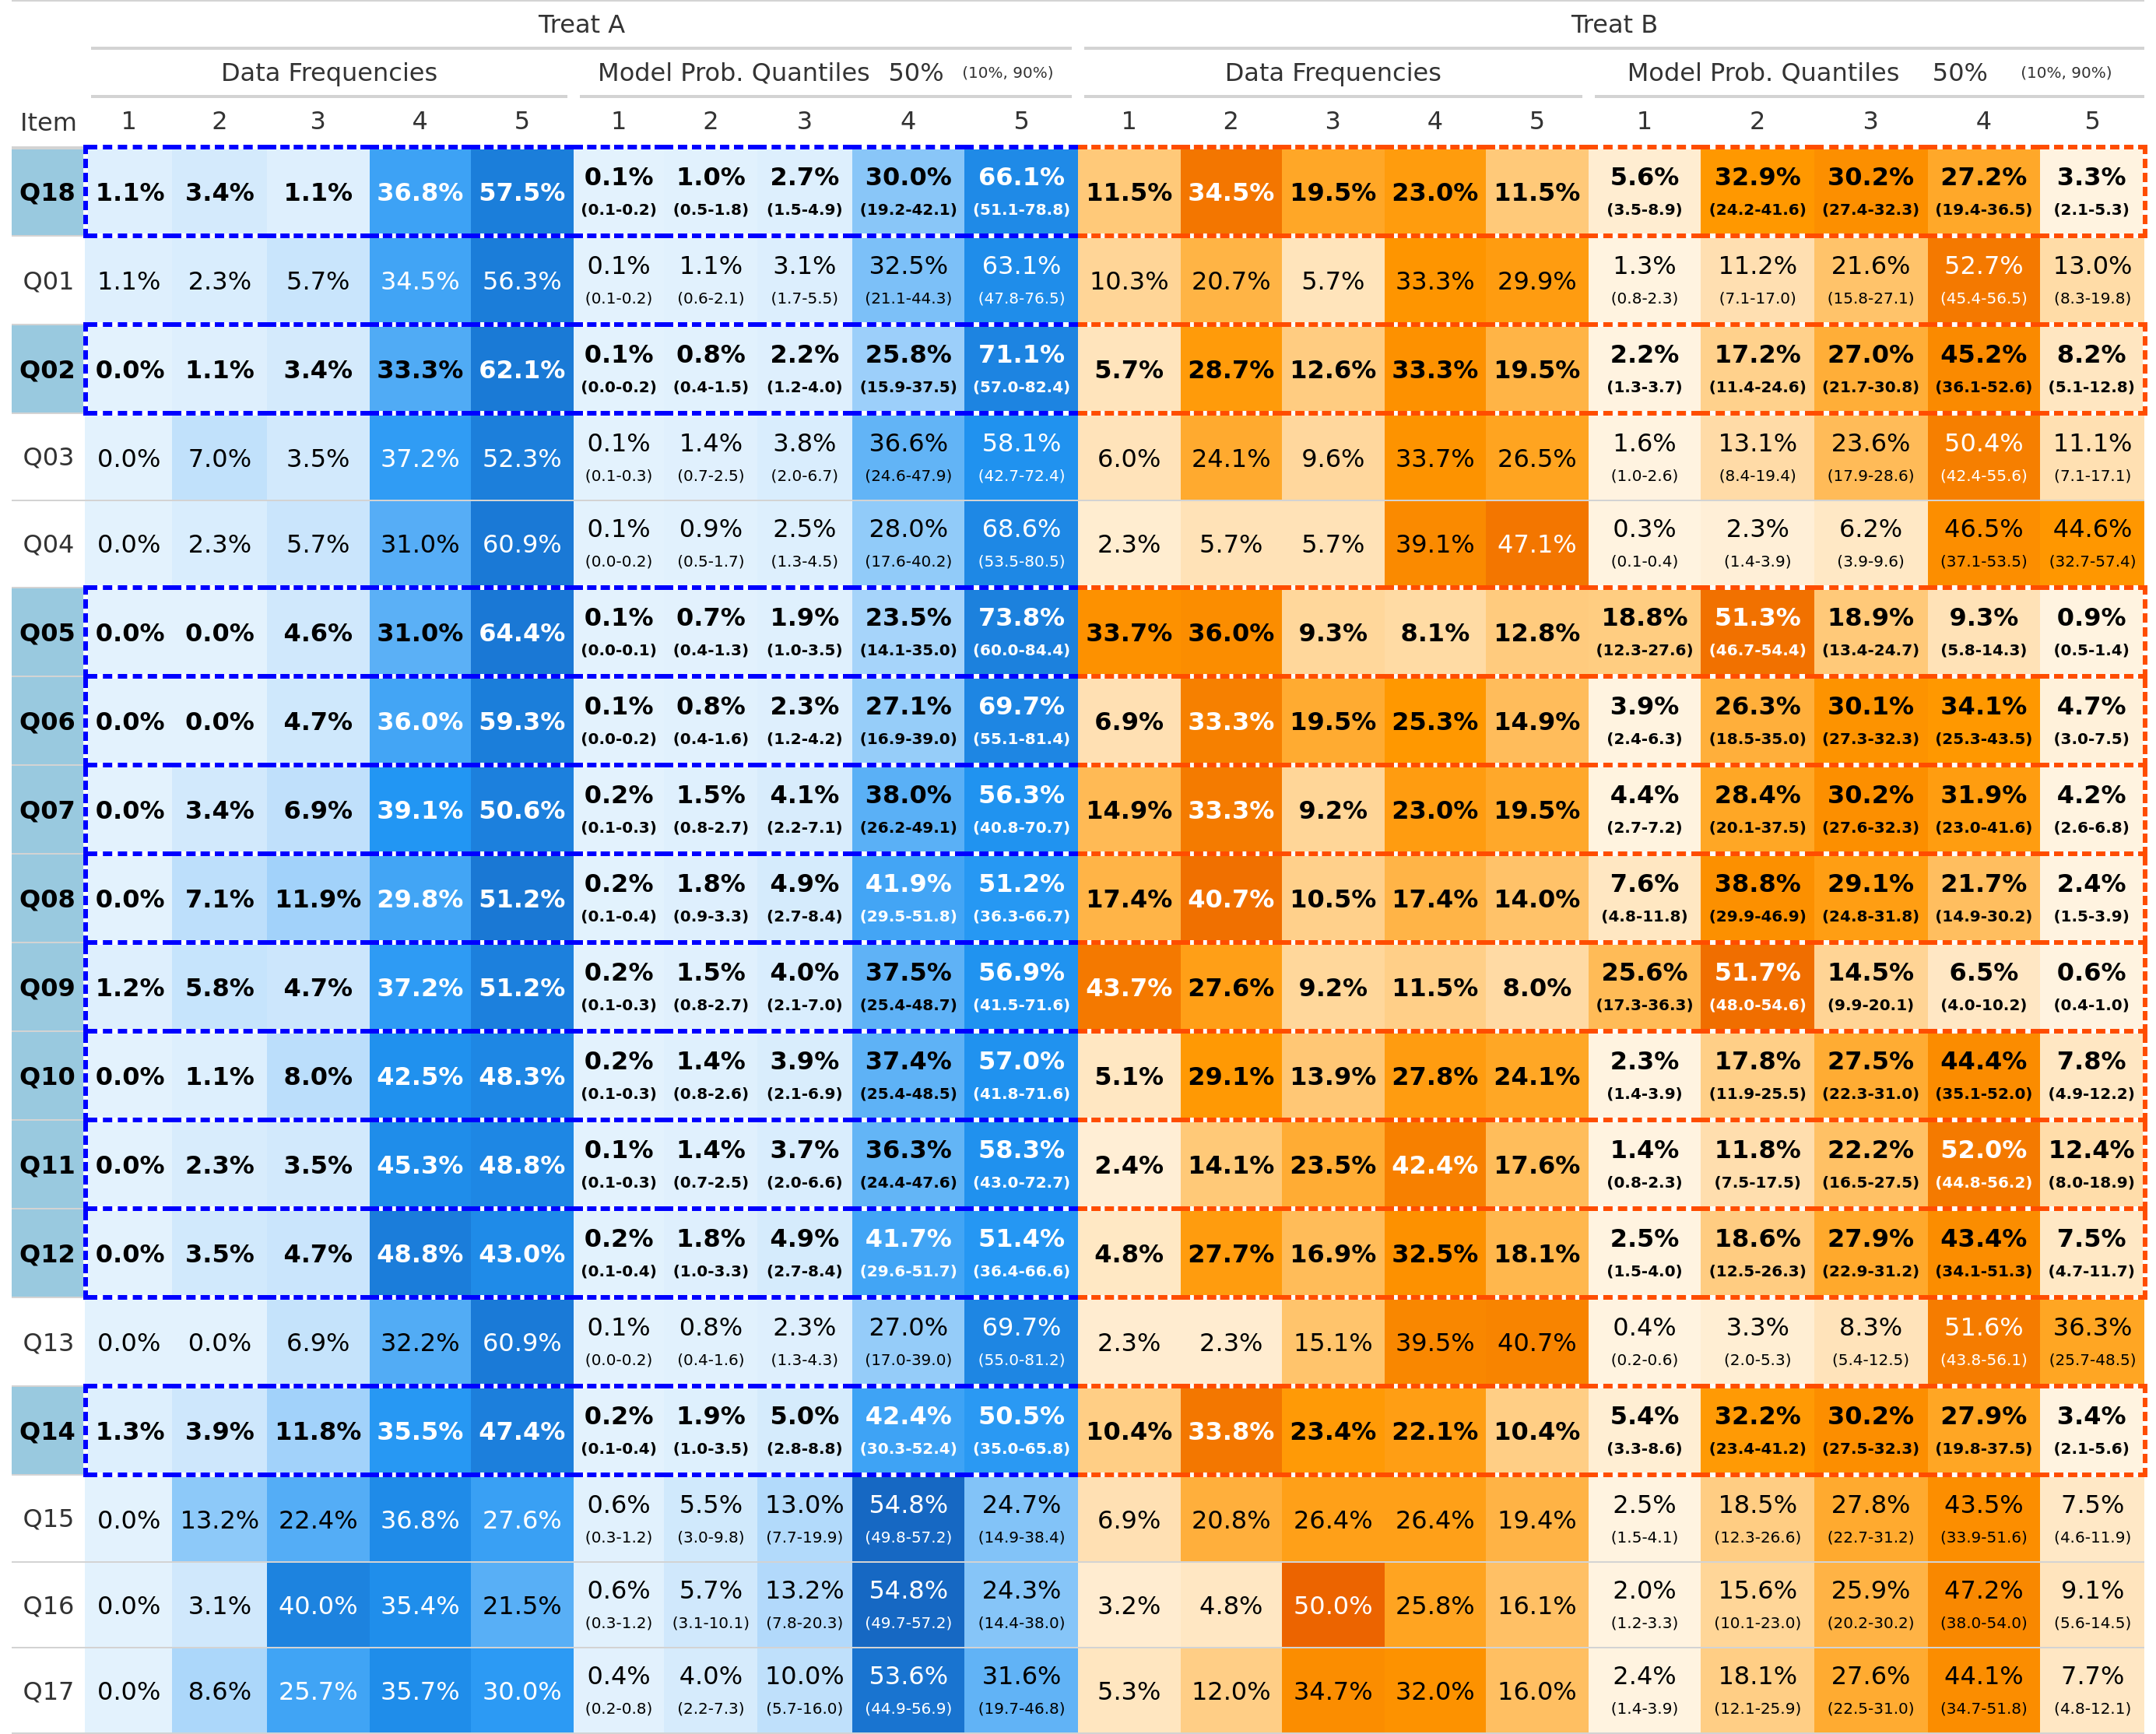 Treat A Treat B
Data Frequencies Model Prob. Quantiles 50% (10%, 90%) Data Frequencies Model Prob. Quantiles 50% (10%, 90%)
Item 1 2 3 4 5 1 2 3 4 5 1 2 3 4 5 1 2 3 4 5
Q18 1.1% 3.4% 1.1% 36.8% 57.5% 0.1% 1.0% 2.7% 30.0% 66.1% 11.5% 34.5% 19.5% 23.0% 11.5% 5.6% 32.9% 30.2% 27.2% 3.3%
(0.1-0.2) (0.5-1.8) (1.5-4.9) (19.2-42.1) (51.1-78.8) (3.5-8.9) (24.2-41.6) (27.4-32.3) (19.4-36.5) (2.1-5.3)
Q01 1.1% 2.3% 5.7% 34.5% 56.3% 0.1% 1.1% 3.1% 32.5% 63.1% 10.3% 20.7% 5.7% 33.3% 29.9% 1.3% 11.2% 21.6% 52.7% 13.0%
(0.1-0.2) (0.6-2.1) (1.7-5.5) (21.1-44.3) (47.8-76.5) (0.8-2.3) (7.1-17.0) (15.8-27.1) (45.4-56.5) (8.3-19.8)
Q02 0.0% 1.1% 3.4% 33.3% 62.1% 0.1% 0.8% 2.2% 25.8% 71.1% 5.7% 28.7% 12.6% 33.3% 19.5% 2.2% 17.2% 27.0% 45.2% 8.2%
(0.0-0.2) (0.4-1.5) (1.2-4.0) (15.9-37.5) (57.0-82.4) (1.3-3.7) (11.4-24.6) (21.7-30.8) (36.1-52.6) (5.1-12.8)
Q03 0.0% 7.0% 3.5% 37.2% 52.3% 0.1% 1.4% 3.8% 36.6% 58.1% 6.0% 24.1% 9.6% 33.7% 26.5% 1.6% 13.1% 23.6% 50.4% 11.1%
(0.1-0.3) (0.7-2.5) (2.0-6.7) (24.6-47.9) (42.7-72.4) (1.0-2.6) (8.4-19.4) (17.9-28.6) (42.4-55.6) (7.1-17.1)
Q04 0.0% 2.3% 5.7% 31.0% 60.9% 0.1% 0.9% 2.5% 28.0% 68.6% 2.3% 5.7% 5.7% 39.1% 47.1% 0.3% 2.3% 6.2% 46.5% 44.6%
(0.0-0.2) (0.5-1.7) (1.3-4.5) (17.6-40.2) (53.5-80.5) (0.1-0.4) (1.4-3.9) (3.9-9.6) (37.1-53.5) (32.7-57.4)
Q05 0.0% 0.0% 4.6% 31.0% 64.4% 0.1% 0.7% 1.9% 23.5% 73.8% 33.7% 36.0% 9.3% 8.1% 12.8% 18.8% 51.3% 18.9% 9.3% 0.9%
(0.0-0.1) (0.4-1.3) (1.0-3.5) (14.1-35.0) (60.0-84.4) (12.3-27.6) (46.7-54.4) (13.4-24.7) (5.8-14.3) (0.5-1.4)
Q06 0.0% 0.0% 4.7% 36.0% 59.3% 0.1% 0.8% 2.3% 27.1% 69.7% 6.9% 33.3% 19.5% 25.3% 14.9% 3.9% 26.3% 30.1% 34.1% 4.7%
(0.0-0.2) (0.4-1.6) (1.2-4.2) (16.9-39.0) (55.1-81.4) (2.4-6.3) (18.5-35.0) (27.3-32.3) (25.3-43.5) (3.0-7.5)
Q07 0.0% 3.4% 6.9% 39.1% 50.6% 0.2% 1.5% 4.1% 38.0% 56.3% 14.9% 33.3% 9.2% 23.0% 19.5% 4.4% 28.4% 30.2% 31.9% 4.2%
(0.1-0.3) (0.8-2.7) (2.2-7.1) (26.2-49.1) (40.8-70.7) (2.7-7.2) (20.1-37.5) (27.6-32.3) (23.0-41.6) (2.6-6.8)
Q08 0.0% 7.1% 11.9% 29.8% 51.2% 0.2% 1.8% 4.9% 41.9% 51.2% 17.4% 40.7% 10.5% 17.4% 14.0% 7.6% 38.8% 29.1% 21.7% 2.4%
(0.1-0.4) (0.9-3.3) (2.7-8.4) (29.5-51.8) (36.3-66.7) (4.8-11.8) (29.9-46.9) (24.8-31.8) (14.9-30.2) (1.5-3.9)
Q09 1.2% 5.8% 4.7% 37.2% 51.2% 0.2% 1.5% 4.0% 37.5% 56.9% 43.7% 27.6% 9.2% 11.5% 8.0% 25.6% 51.7% 14.5% 6.5% 0.6%
(0.1-0.3) (0.8-2.7) (2.1-7.0) (25.4-48.7) (41.5-71.6) (17.3-36.3) (48.0-54.6) (9.9-20.1) (4.0-10.2) (0.4-1.0)
Q10 0.0% 1.1% 8.0% 42.5% 48.3% 0.2% 1.4% 3.9% 37.4% 57.0% 5.1% 29.1% 13.9% 27.8% 24.1% 2.3% 17.8% 27.5% 44.4% 7.8%
(0.1-0.3) (0.8-2.6) (2.1-6.9) (25.4-48.5) (41.8-71.6) (1.4-3.9) (11.9-25.5) (22.3-31.0) (35.1-52.0) (4.9-12.2)
Q11 0.0% 2.3% 3.5% 45.3% 48.8% 0.1% 1.4% 3.7% 36.3% 58.3% 2.4% 14.1% 23.5% 42.4% 17.6% 1.4% 11.8% 22.2% 52.0% 12.4%
(0.1-0.3) (0.7-2.5) (2.0-6.6) (24.4-47.6) (43.0-72.7) (0.8-2.3) (7.5-17.5) (16.5-27.5) (44.8-56.2) (8.0-18.9)
Q12 0.0% 3.5% 4.7% 48.8% 43.0% 0.2% 1.8% 4.9% 41.7% 51.4% 4.8% 27.7% 16.9% 32.5% 18.1% 2.5% 18.6% 27.9% 43.4% 7.5%
(0.1-0.4) (1.0-3.3) (2.7-8.4) (29.6-51.7) (36.4-66.6) (1.5-4.0) (12.5-26.3) (22.9-31.2) (34.1-51.3) (4.7-11.7)
Q13 0.0% 0.0% 6.9% 32.2% 60.9% 0.1% 0.8% 2.3% 27.0% 69.7% 2.3% 2.3% 15.1% 39.5% 40.7% 0.4% 3.3% 8.3% 51.6% 36.3%
(0.0-0.2) (0.4-1.6) (1.3-4.3) (17.0-39.0) (55.0-81.2) (0.2-0.6) (2.0-5.3) (5.4-12.5) (43.8-56.1) (25.7-48.5)
Q14 1.3% 3.9% 11.8% 35.5% 47.4% 0.2% 1.9% 5.0% 42.4% 50.5% 10.4% 33.8% 23.4% 22.1% 10.4% 5.4% 32.2% 30.2% 27.9% 3.4%
(0.1-0.4) (1.0-3.5) (2.8-8.8) (30.3-52.4) (35.0-65.8) (3.3-8.6) (23.4-41.2) (27.5-32.3) (19.8-37.5) (2.1-5.6)
Q15 0.0% 13.2% 22.4% 36.8% 27.6% 0.6% 5.5% 13.0% 54.8% 24.7% 6.9% 20.8% 26.4% 26.4% 19.4% 2.5% 18.5% 27.8% 43.5% 7.5%
(0.3-1.2) (3.0-9.8) (7.7-19.9) (49.8-57.2) (14.9-38.4) (1.5-4.1) (12.3-26.6) (22.7-31.2) (33.9-51.6) (4.6-11.9)
Q16 0.0% 3.1% 40.0% 35.4% 21.5% 0.6% 5.7% 13.2% 54.8% 24.3% 3.2% 4.8% 50.0% 25.8% 16.1% 2.0% 15.6% 25.9% 47.2% 9.1%
(0.3-1.2) (3.1-10.1) (7.8-20.3) (49.7-57.2) (14.4-38.0) (1.2-3.3) (10.1-23.0) (20.2-30.2) (38.0-54.0) (5.6-14.5)
Q17 0.0% 8.6% 25.7% 35.7% 30.0% 0.4% 4.0% 10.0% 53.6% 31.6% 5.3% 12.0% 34.7% 32.0% 16.0% 2.4% 18.1% 27.6% 44.1% 7.7%
(0.2-0.8) (2.2-7.3) (5.7-16.0) (44.9-56.9) (19.7-46.8) (1.4-3.9) (12.1-25.9) (22.5-31.0) (34.7-51.8) (4.8-12.1)